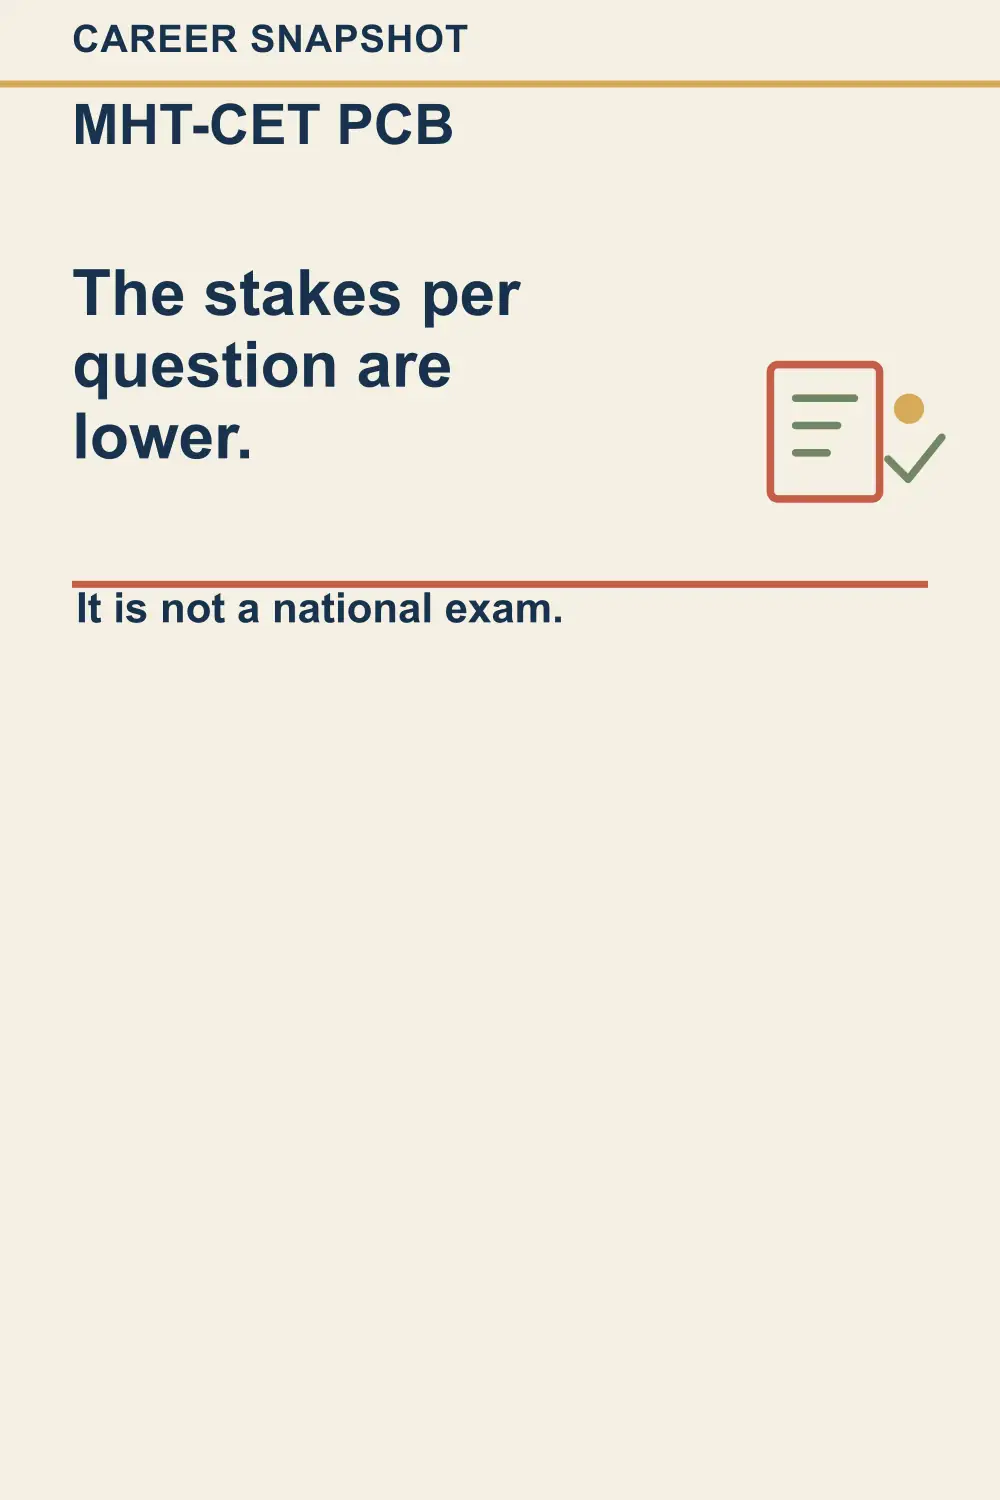 CAREER SNAPSHOT
MHT-CET PCB
The stakes per
question are
lower.
It is not a national exam.